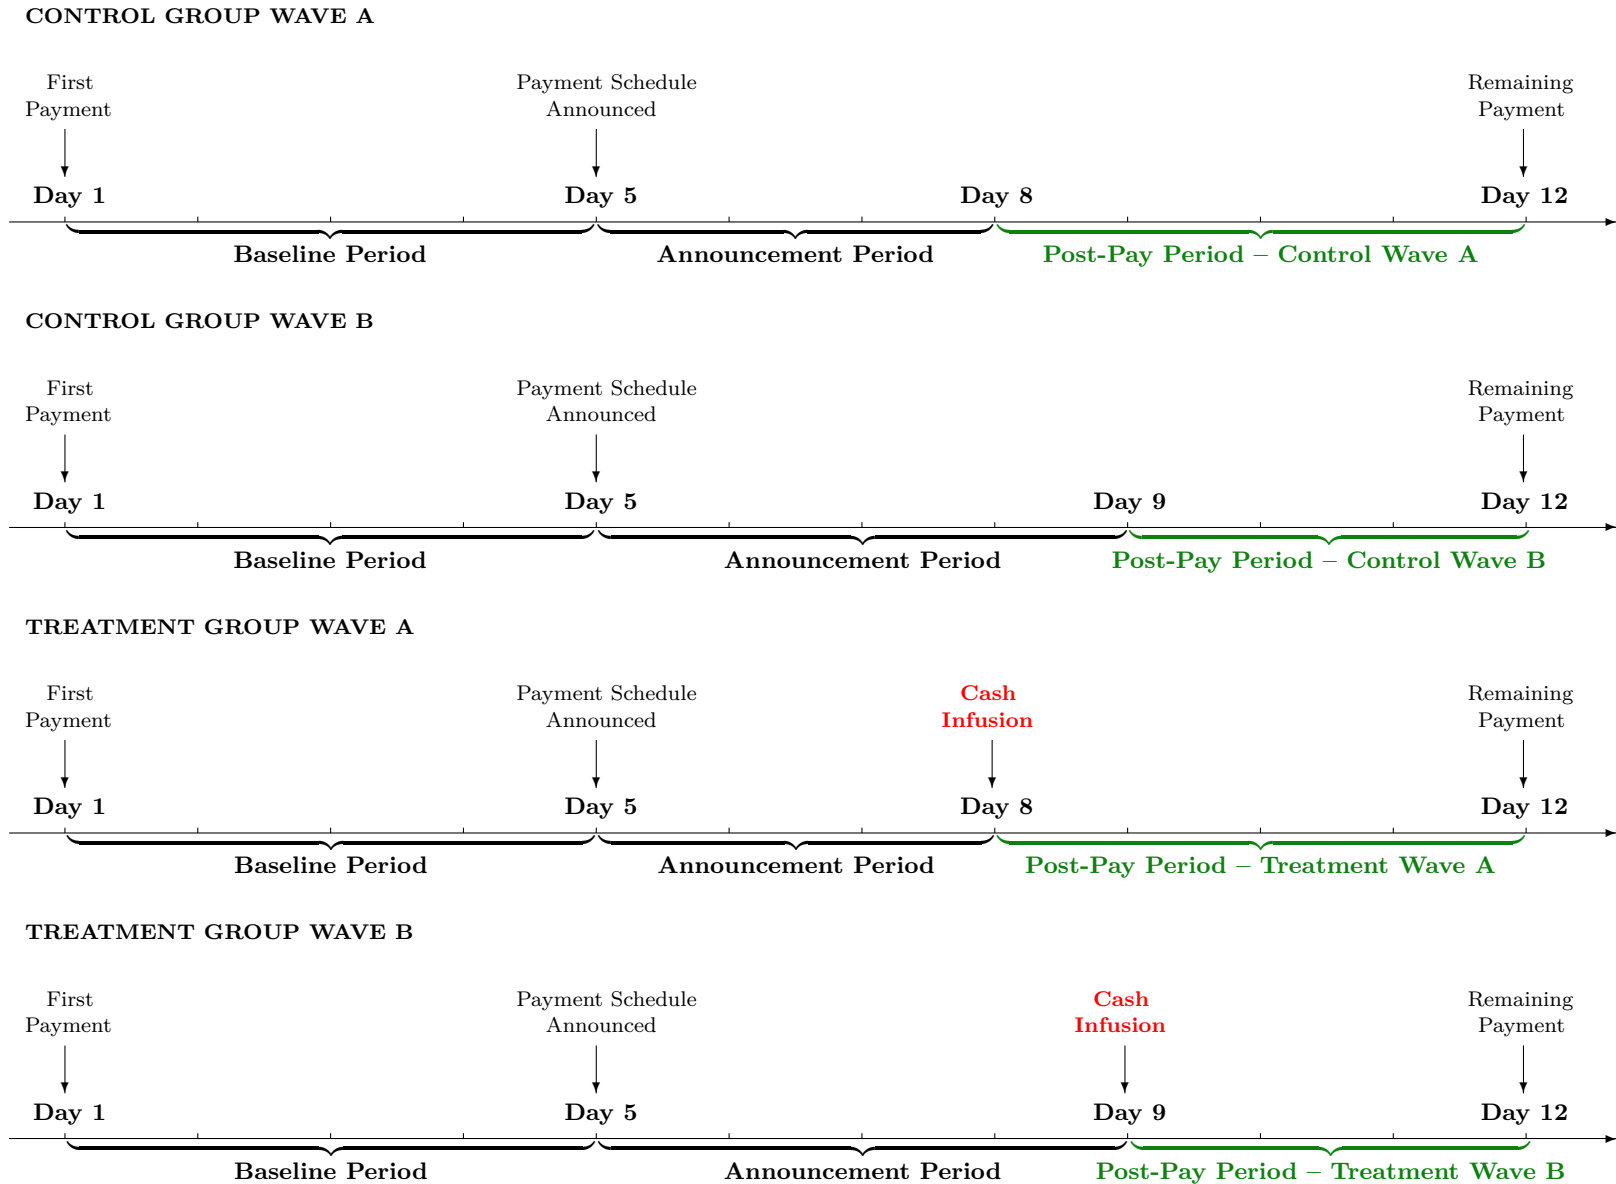 CONTROL GROUP WAVE A
First
Payment
Payment Schedule
Announced
Remaining
Payment
Day 1
Day 5
Day 8
Day 12
Baseline Period
Announcement Period
Post-Pay Period – Control Wave A
CONTROL GROUP WAVE B
First
Payment
Payment Schedule
Announced
Remaining
Payment
Day 1
Day 5
Day 9
Day 12
Baseline Period
Announcement Period
Post-Pay Period – Control Wave B
TREATMENT GROUP WAVE A
First
Payment
Payment Schedule
Announced
Cash
Infusion
Remaining
Payment
Day 1
Day 5
Day 8
Day 12
Baseline Period
Announcement Period
Post-Pay Period – Treatment Wave A
TREATMENT GROUP WAVE B
First
Payment
Payment Schedule
Announced
Cash
Infusion
Remaining
Payment
Day 1
Day 5
Day 9
Day 12
Baseline Period
Announcement Period
Post-Pay Period – Treatment Wave B